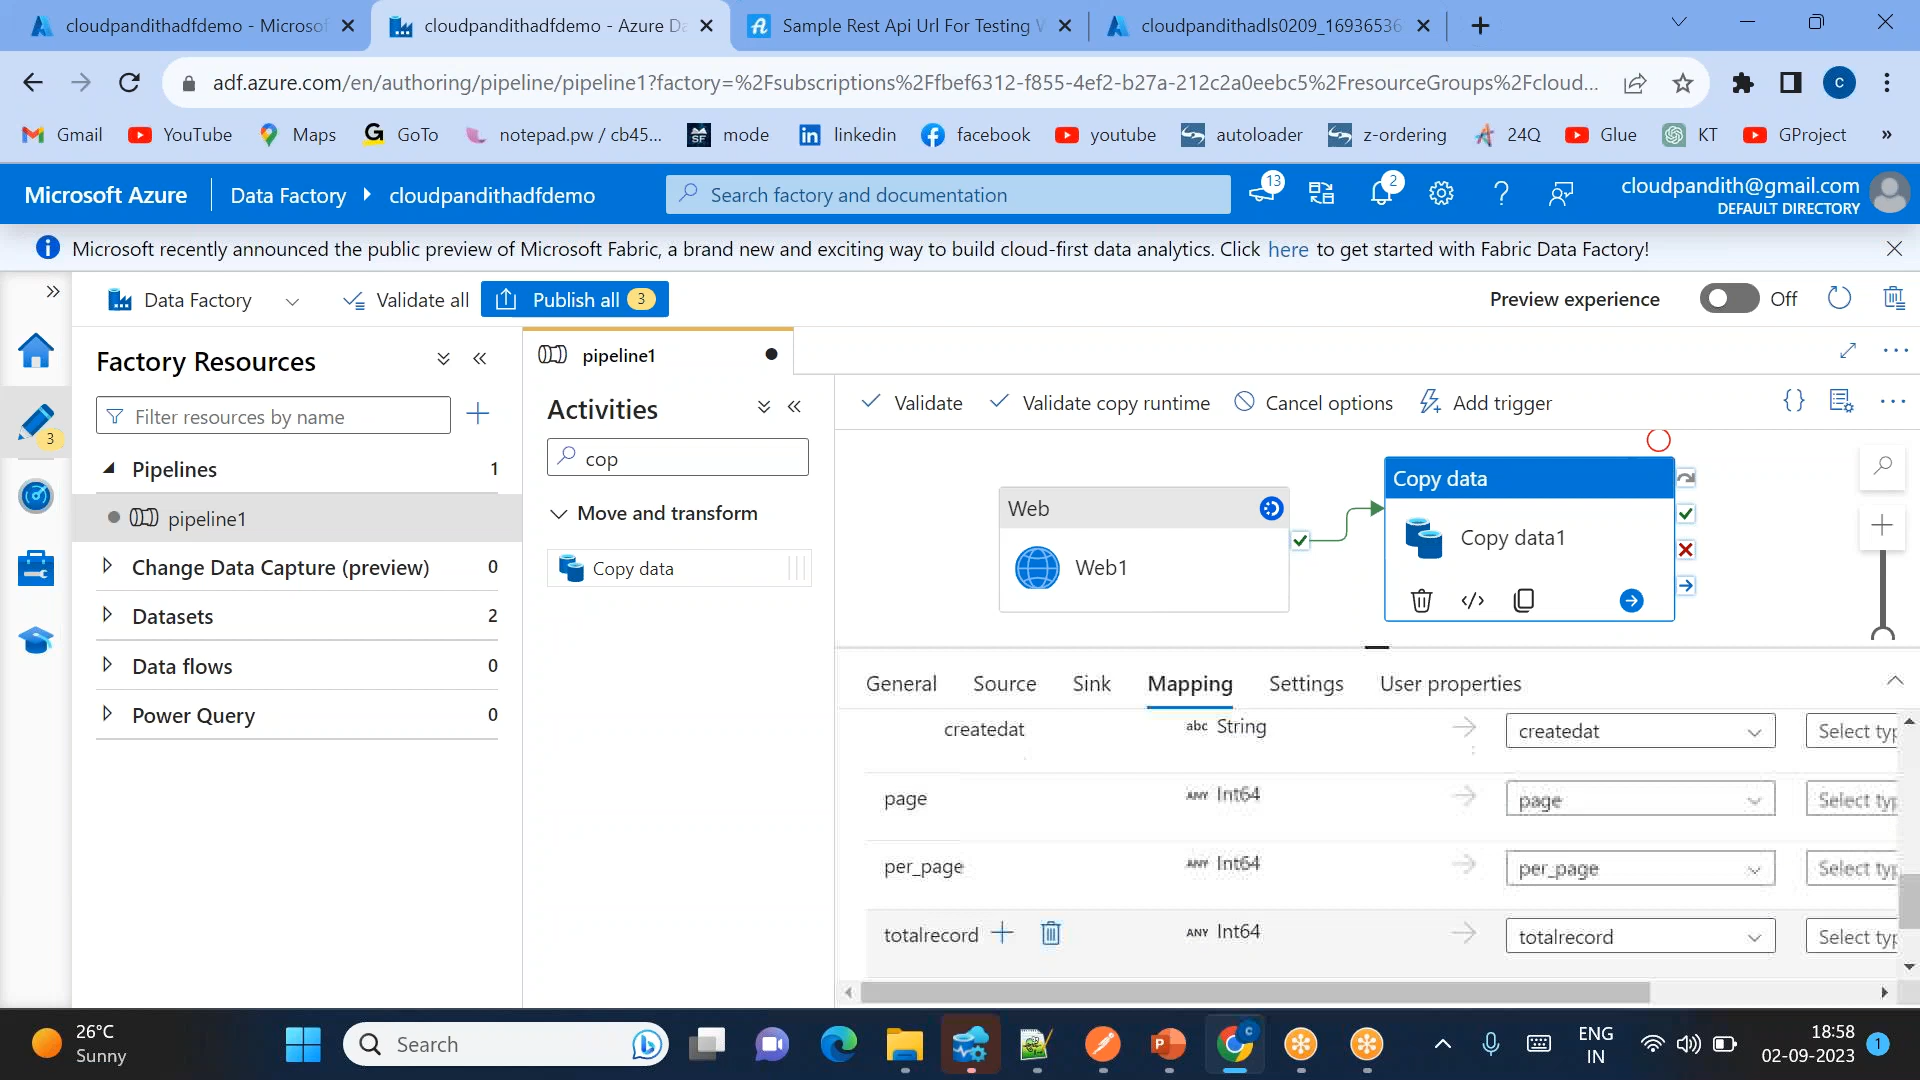 cloudpandithadfdemo - Microsof
cloudpandithadfdemo - Azure Da
Sample Rest Api Url For Testing W
cloudpandithadls0209_16936536
adf.azure.com/en/authoring/pipeline/pipeline1?factory=%2Fsubscriptions%2Ffbef6312-f855-4ef2-b27a-212c2a0eebc5%2FresourceGroups%2Fcloud...
c
Gmail
YouTube
Maps
GoTo
notepad.pw / cb45...
mode
linkedin
facebook
youtube
autoloader
z-ordering
24Q
Glue
KT
GProject
»
Microsoft Azure
Data Factory
cloudpandithadfdemo
Search factory and documentation
13
2
cloudpandith@gmail.com
DEFAULT DIRECTORY
Microsoft recently announced the public preview of Microsoft Fabric, a brand new and exciting way to build cloud-first data analytics. Click here to get started with Fabric Data Factory!
Data Factory
Validate all
Publish all 3
Preview experience
Off
3
Factory Resources
Filter resources by name
Pipelines 1
pipeline1
Change Data Capture (preview) 0
Datasets 2
Data flows 0
Power Query 0
pipeline1
Activities
cop
Move and transform
Copy data
Validate
Validate copy runtime
Cancel options
Add trigger
Web
Web1
Copy data
Copy data1
General
Source
Sink
Mapping
Settings
User properties
createdat abc String createdat Select typ
page ANY Int64 page Select typ
per_page ANY Int64 per_page Select typ
totalrecord ANY Int64 totalrecord Select typ
26°C
Sunny
Search
ENG
IN
18:58
02-09-2023
1